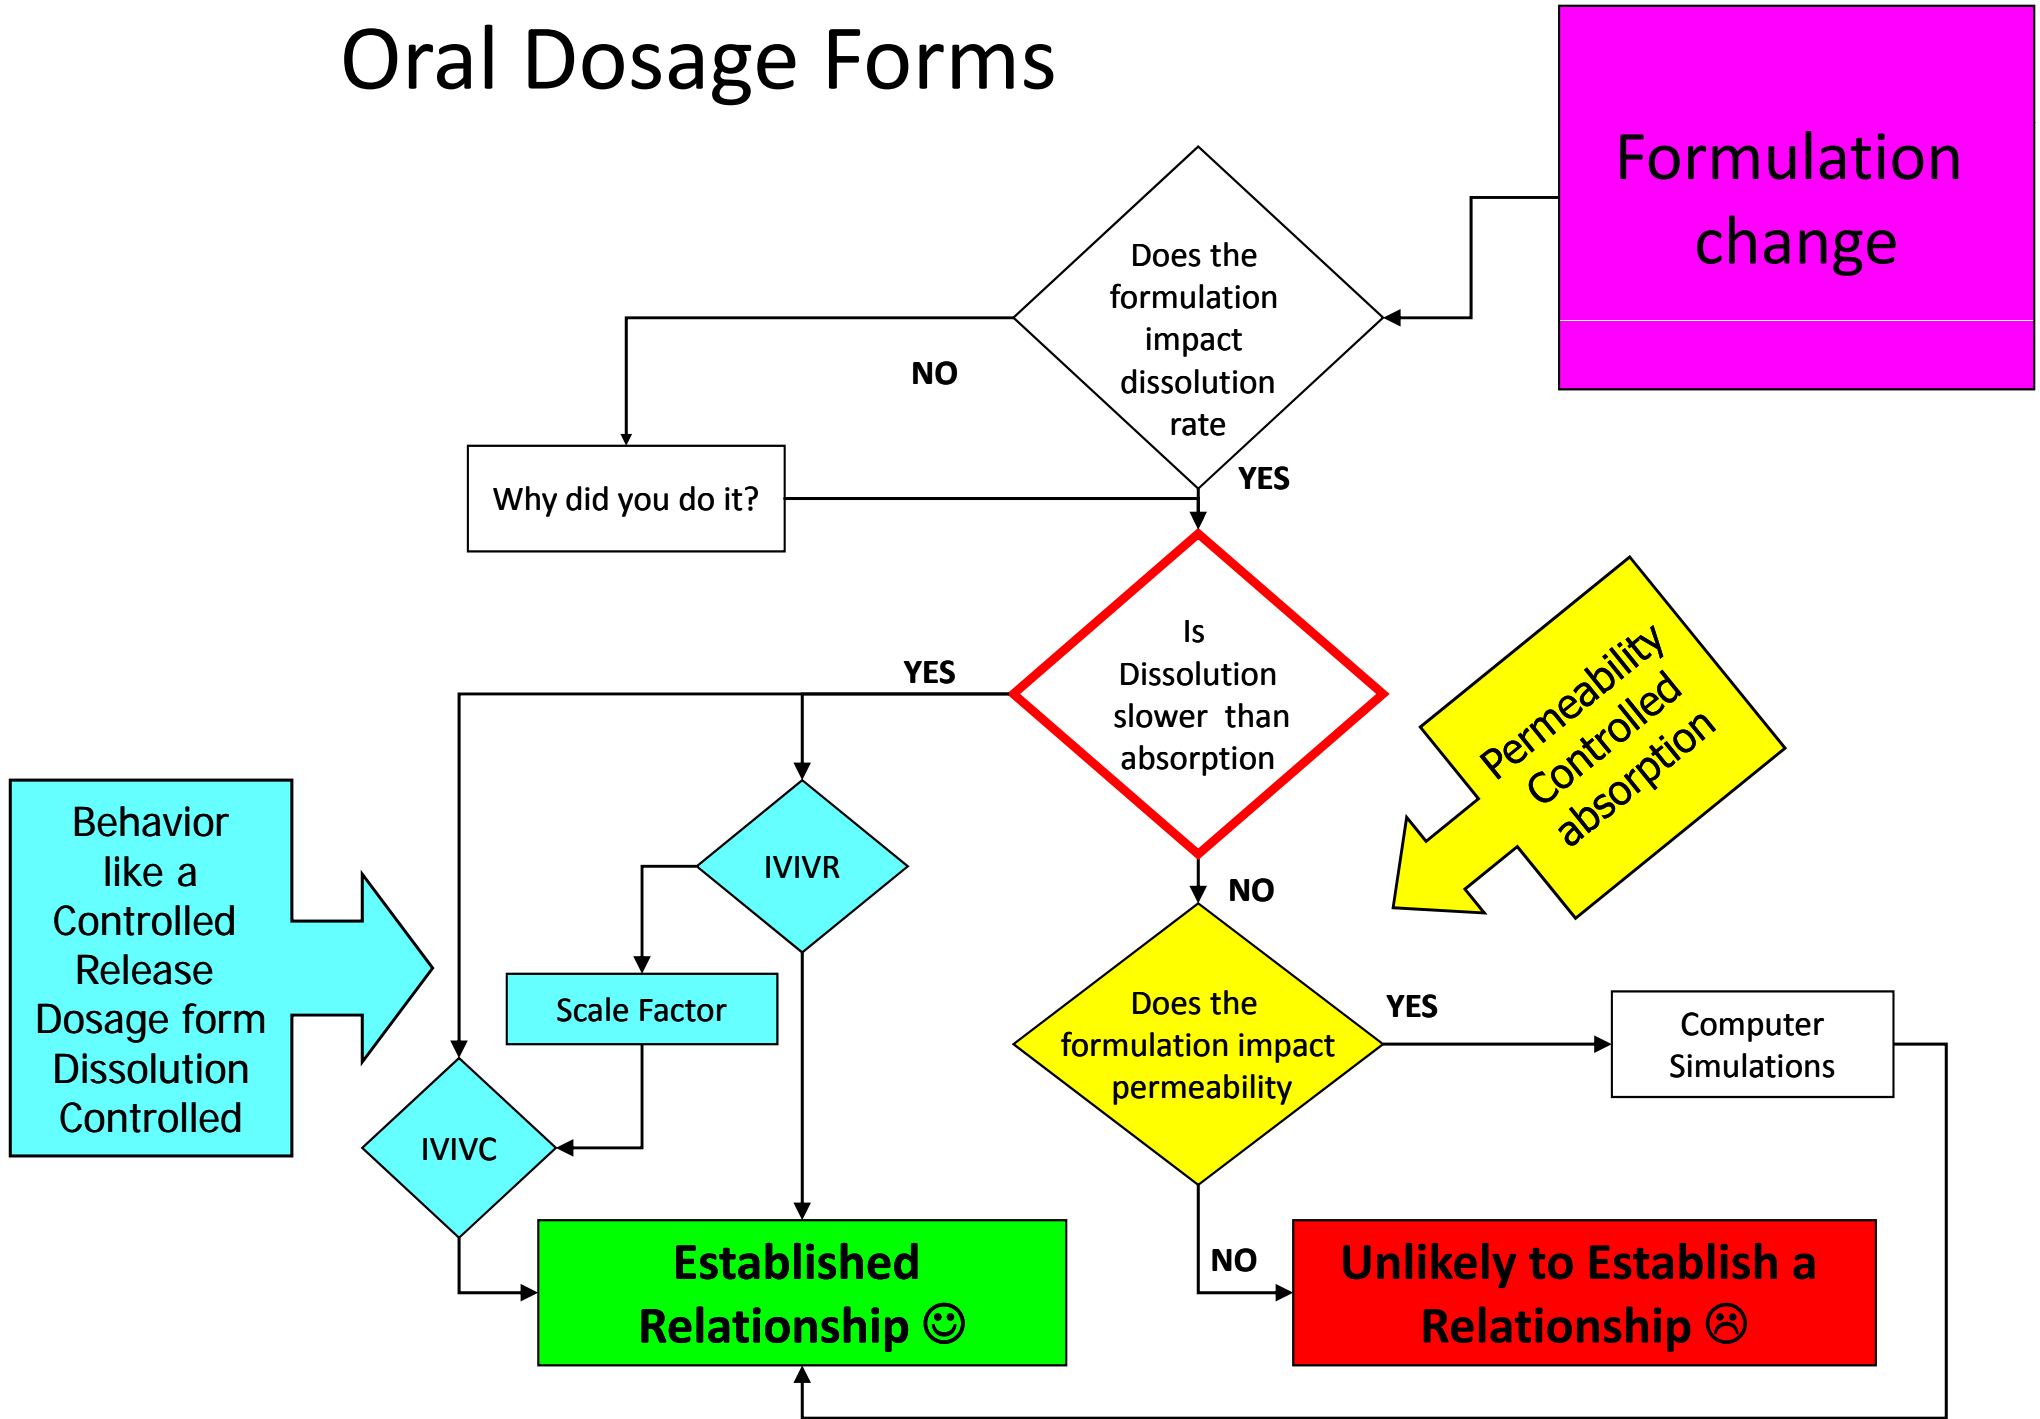 Oral Dosage Forms
Formulation
change
Does the
formulation
impact
dissolution
rate
NO
YES
Why did you do it?
Is
Dissolution
slower than
absorption
YES
NO
Permeability
Controlled
absorption
Behavior
like a
Controlled
Release
Dosage form
Dissolution
Controlled
IVIVR
Scale Factor
IVIVC
Does the
formulation impact
permeability
YES
Computer
Simulations
NO
Established
Relationship ☺
Unlikely to Establish a
Relationship ☹